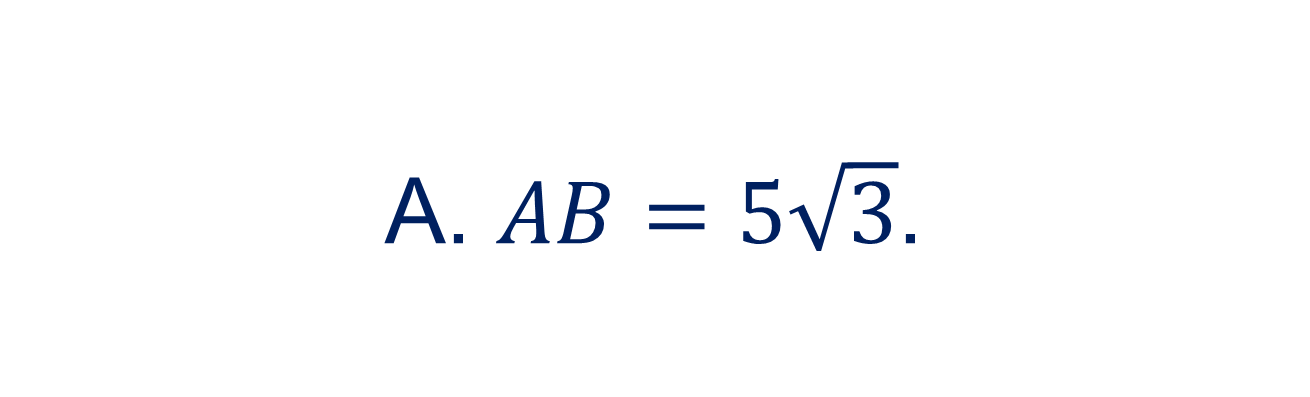 A. AB = 5√3.